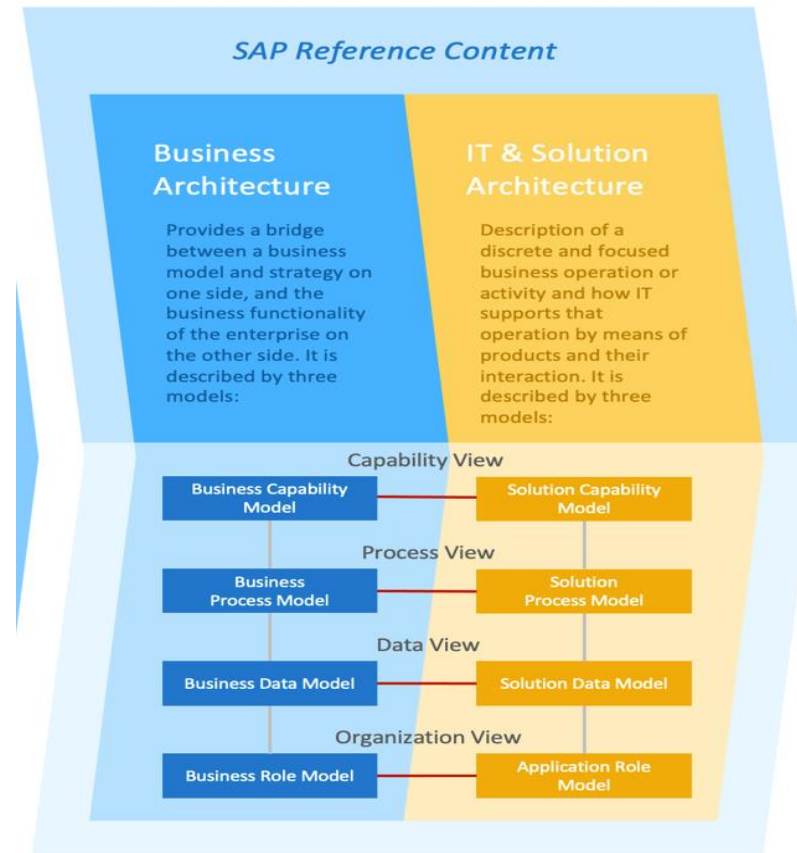 SAP Reference Content
Business
Architecture
Provides a bridge
between a business
model and strategy on
one side, and the
business functionality
of the enterprise on
the other side. It is
described by three
models:
IT & Solution
Architecture
Description of a
discrete and focused
business operation or
activity and how IT
supports that
operation by means of
products and their
interaction. It is
described by three
models:
Capability View
Business Capability
Model
Solution Capability
Model
Process View
Business
Process Model
Solution
Process Model
Data View
Business Data Model
Solution Data Model
Organization View
Business Role Model
Application Role
Model